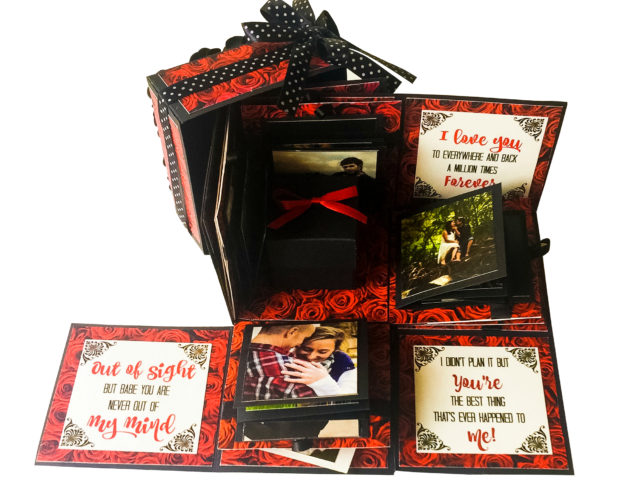 I love you
TO EVERYWHERE AND BACK
A MILLION TIMES
Forever
Out of Sight
BUT BABE YOU ARE
NEVER OUT OF
My Mind
I DIDN'T PLAN IT BUT
You're
THE BEST THING
THAT'S EVER HAPPENED TO
me!